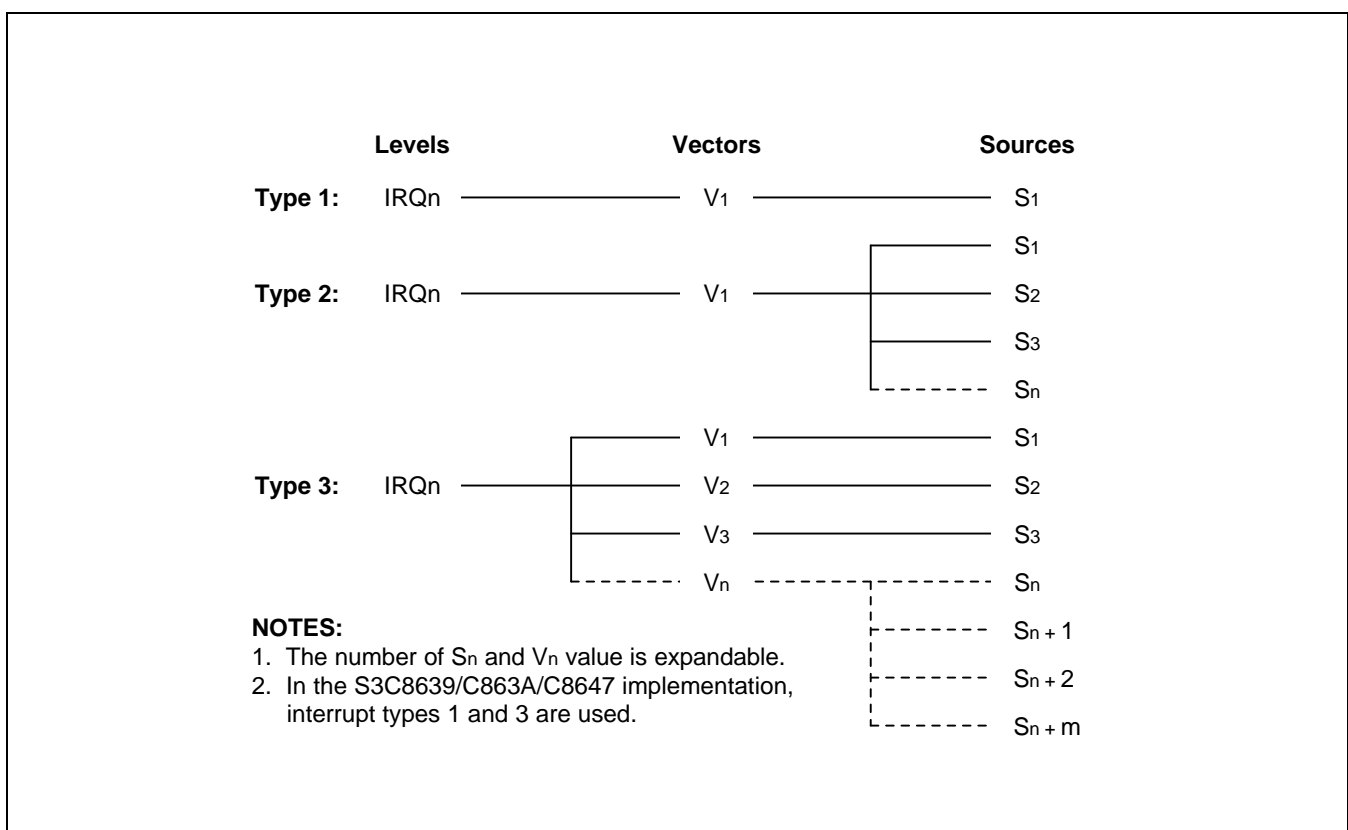 Levels Vectors Sources
Type 1: IRQn V1 S1
S1
Type 2: IRQn V1 S2
S3
Sn
V1 S1
Type 3: IRQn V2 S2
V3 S3
Vn Sn
Sn + 1
Sn + 2
Sn + m
NOTES:
1. The number of Sn and Vn value is expandable.
2. In the S3C8639/C863A/C8647 implementation,
interrupt types 1 and 3 are used.